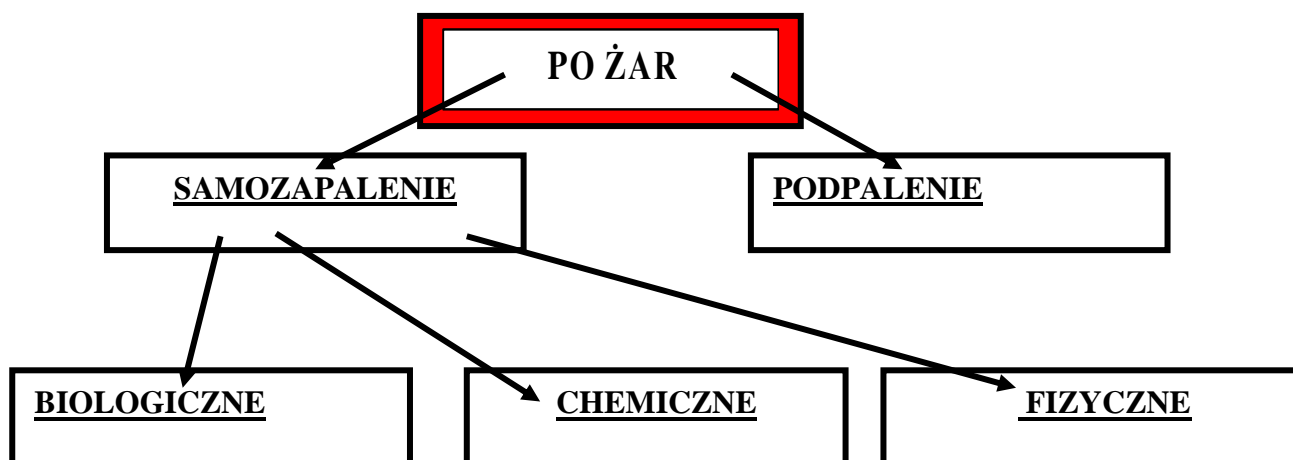 PO ŻAR
SAMOZAPALENIE
PODPALENIE
BIOLOGICZNE
CHEMICZNE
FIZYCZNE